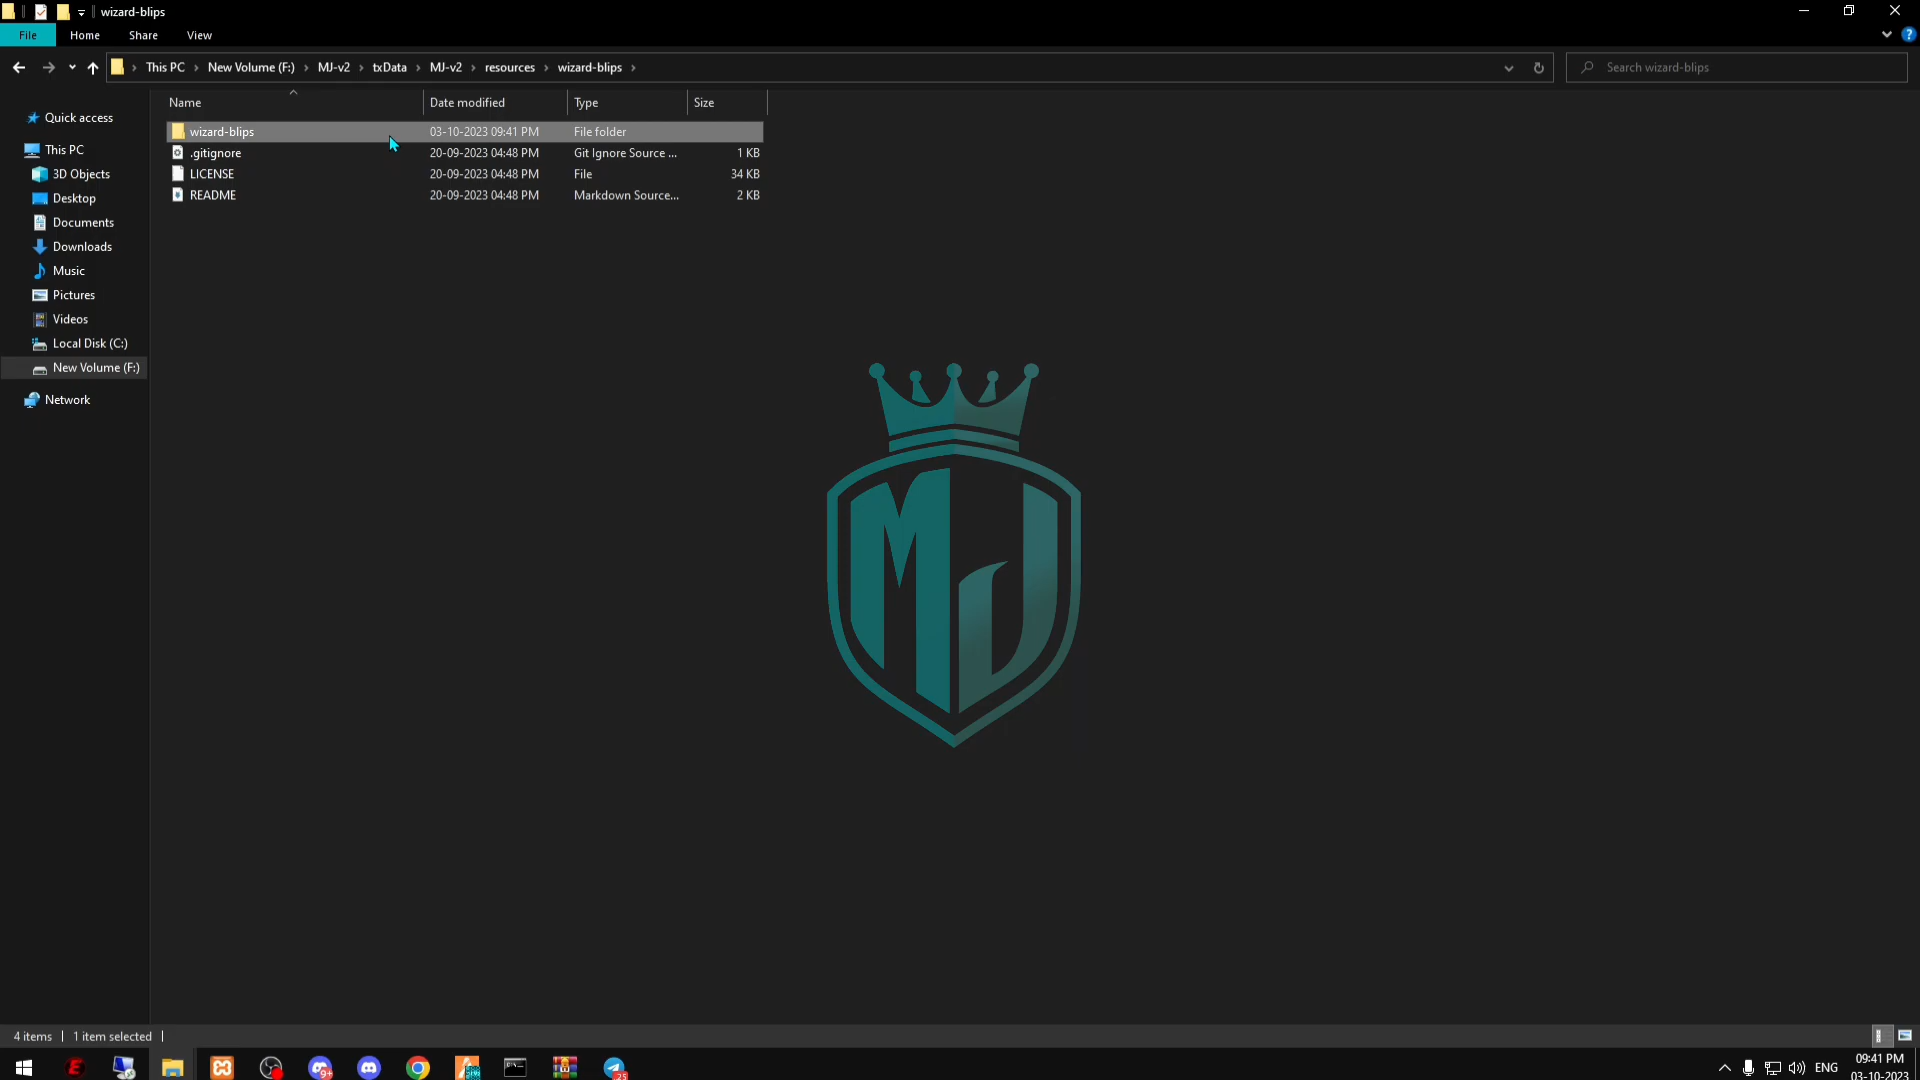 wizard-blips
File Home Share View
This PC New Volume (F:) MJ-v2 txData MJ-v2 resources wizard-blips
Search wizard-blips
Name Date modified Type Size
wizard-blips 03-10-2023 09:41 PM File folder
.gitignore 20-09-2023 04:48 PM Git Ignore Source ... 1 KB
LICENSE 20-09-2023 04:48 PM File 34 KB
README 20-09-2023 04:48 PM Markdown Source... 2 KB
Quick access
This PC
3D Objects
Desktop
Documents
Downloads
Music
Pictures
Videos
Local Disk (C:)
New Volume (F:)
Network
MJ
4 items 1 item selected
9+
25
ENG
09:41 PM
03-10-2023